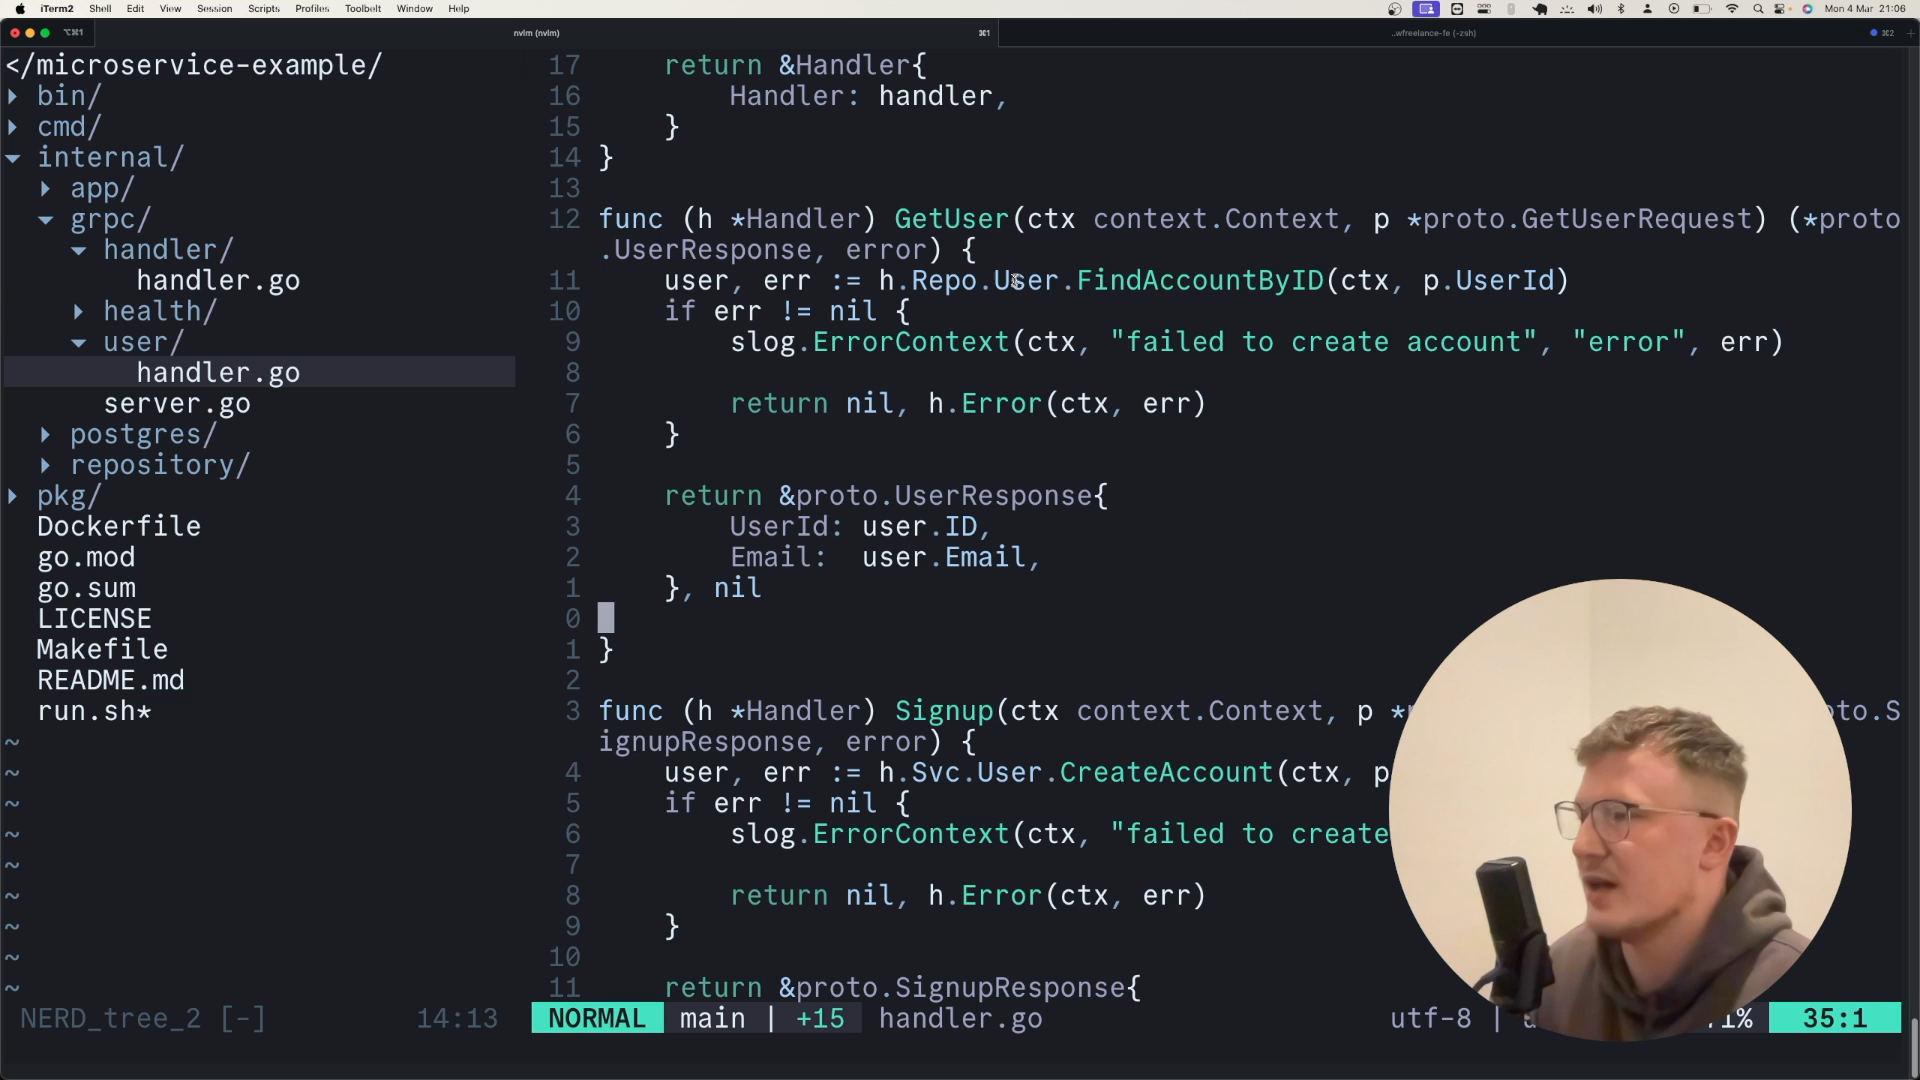 iTerm2 Shell Edit View Session Scripts Profiles Toolbelt Window Help
Mon 4 Mar 21:06
⌥⌘1
nvim (nvim)
⌘1
..wfreelance-fe (-zsh)
⌘2
</microservice-example/
bin/
cmd/
internal/
app/
grpc/
handler/
handler.go
health/
user/
handler.go
server.go
postgres/
repository/
pkg/
Dockerfile
go.mod
go.sum
LICENSE
Makefile
README.md
run.sh*
~
~
~
~
~
~
~
~
~
NERD_tree_2 [-] 14:13
17 return &Handler{
16 Handler: handler,
15 }
14 }
13
12 func (h *Handler) GetUser(ctx context.Context, p *proto.GetUserRequest) (*proto
.UserResponse, error) {
11 user, err := h.Repo.User.FindAccountByID(ctx, p.UserId)
10 if err != nil {
9 slog.ErrorContext(ctx, "failed to create account", "error", err)
8
7 return nil, h.Error(ctx, err)
6 }
5
4 return &proto.UserResponse{
3 UserId: user.ID,
2 Email: user.Email,
1 }, nil
0
1 }
2
3 func (h *Handler) Signup(ctx context.Context, p * to.S
ignupResponse, error) {
4 user, err := h.Svc.User.CreateAccount(ctx, p
5 if err != nil {
6 slog.ErrorContext(ctx, "failed to create
7
8 return nil, h.Error(ctx, err)
9 }
10
11 return &proto.SignupResponse{
NORMAL main | +15 handler.go utf-8 | 71% 35:1